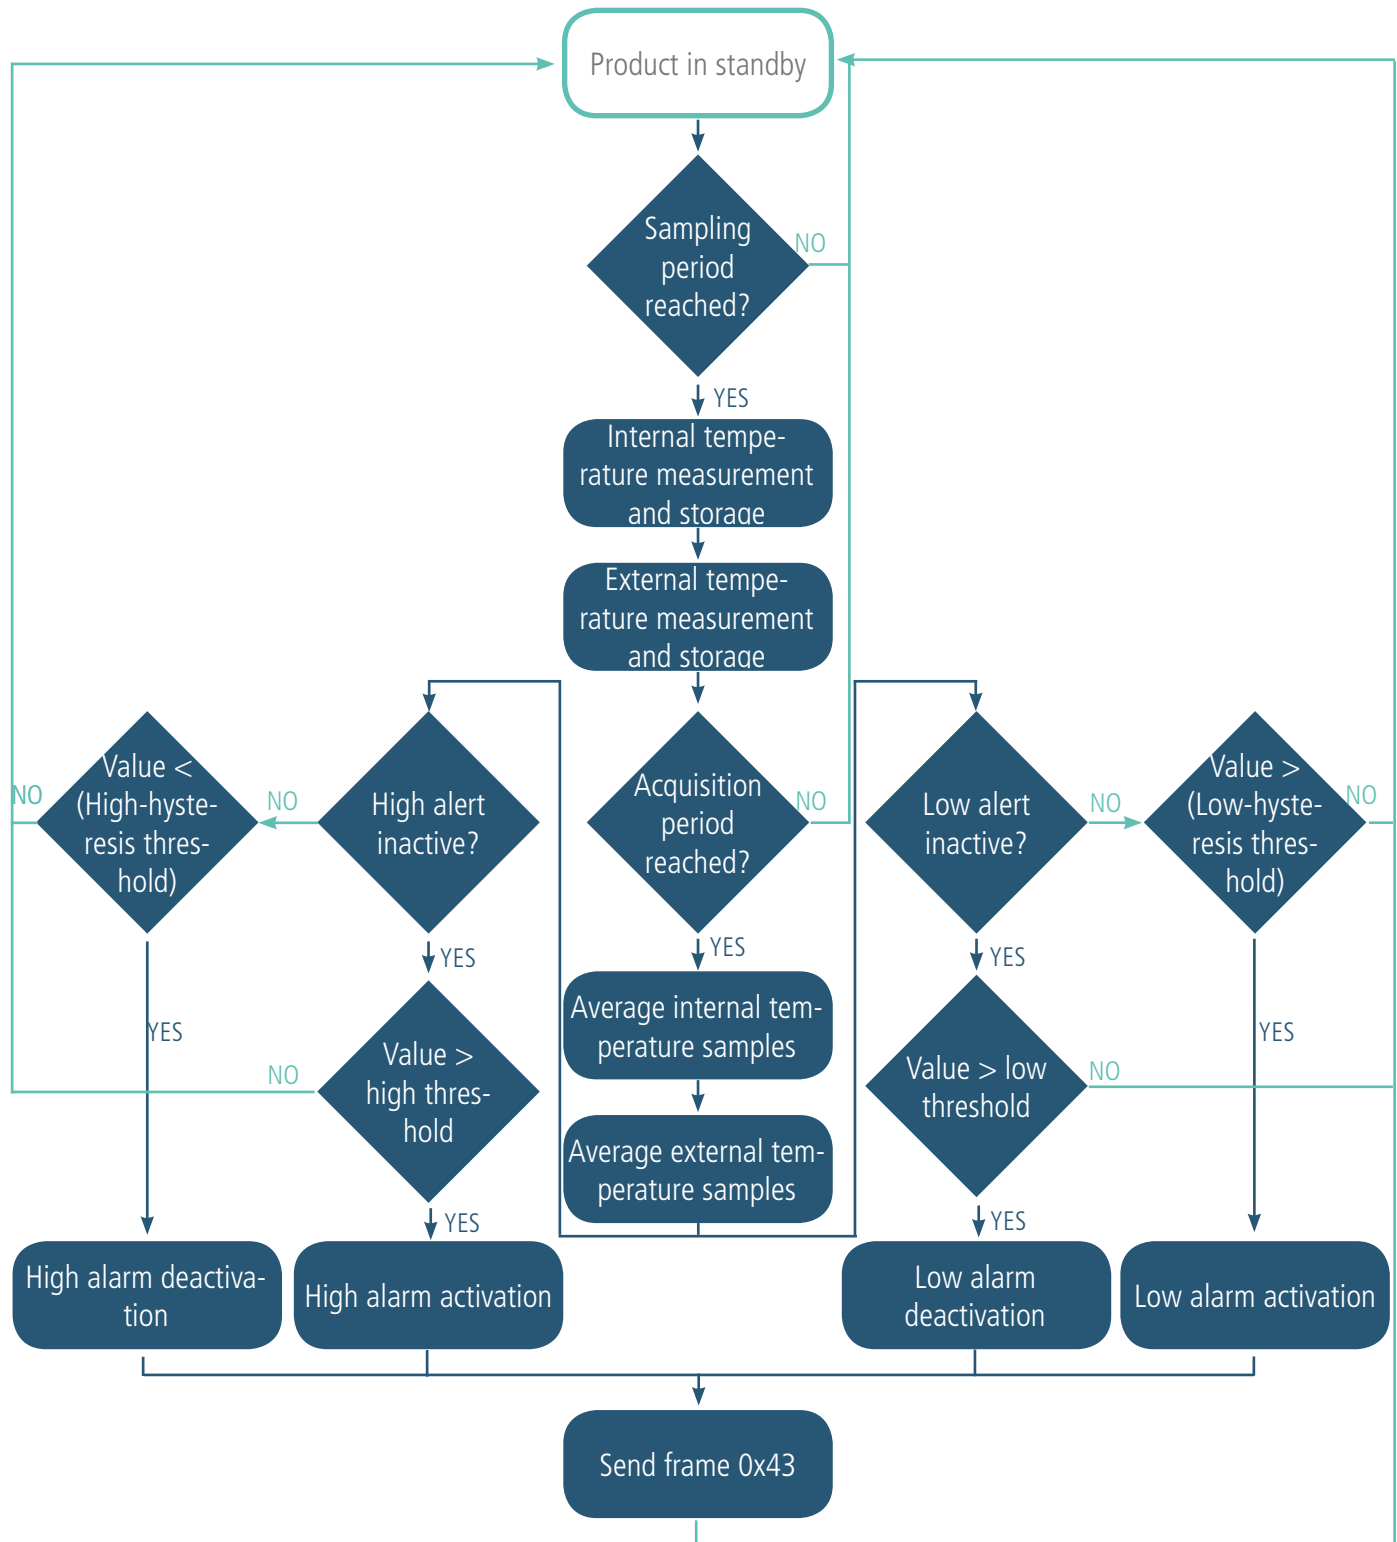 Product in standby
Sampling
period
reached?
NO
YES
Internal tempe-
rature measurement
and storage
External tempe-
rature measurement
and storage
Value <
(High-hyste-
resis thres-
hold)
NO
YES
NO
High alert
inactive?
YES
Acquisition
period
reached?
NO
YES
Low alert
inactive?
NO
YES
Value >
(Low-hyste-
resis thres-
hold)
NO
YES
Average internal tem-
perature samples
Average external tem-
perature samples
NO
Value >
high thres-
hold
YES
Value > low
threshold
NO
YES
High alarm deactiva-
tion
High alarm activation
Low alarm
deactivation
Low alarm activation
Send frame 0x43